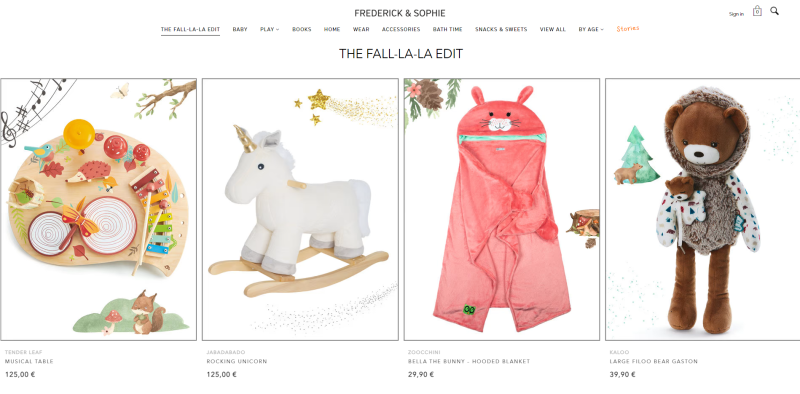 FREDERICK & SOPHIE
Sign in
0
THE FALL-LA-LA EDIT BABY PLAY BOOKS HOME WEAR ACCESSORIES BATH TIME SNACKS & SWEETS VIEW ALL BY AGE Stories
THE FALL-LA-LA EDIT
TENDER LEAF
MUSICAL TABLE
125,00 €
JABADABADO
ROCKING UNICORN
125,00 €
ZOOCCHINI
BELLA THE BUNNY - HOODED BLANKET
29,90 €
KALOO
LARGE FILOO BEAR GASTON
39,90 €